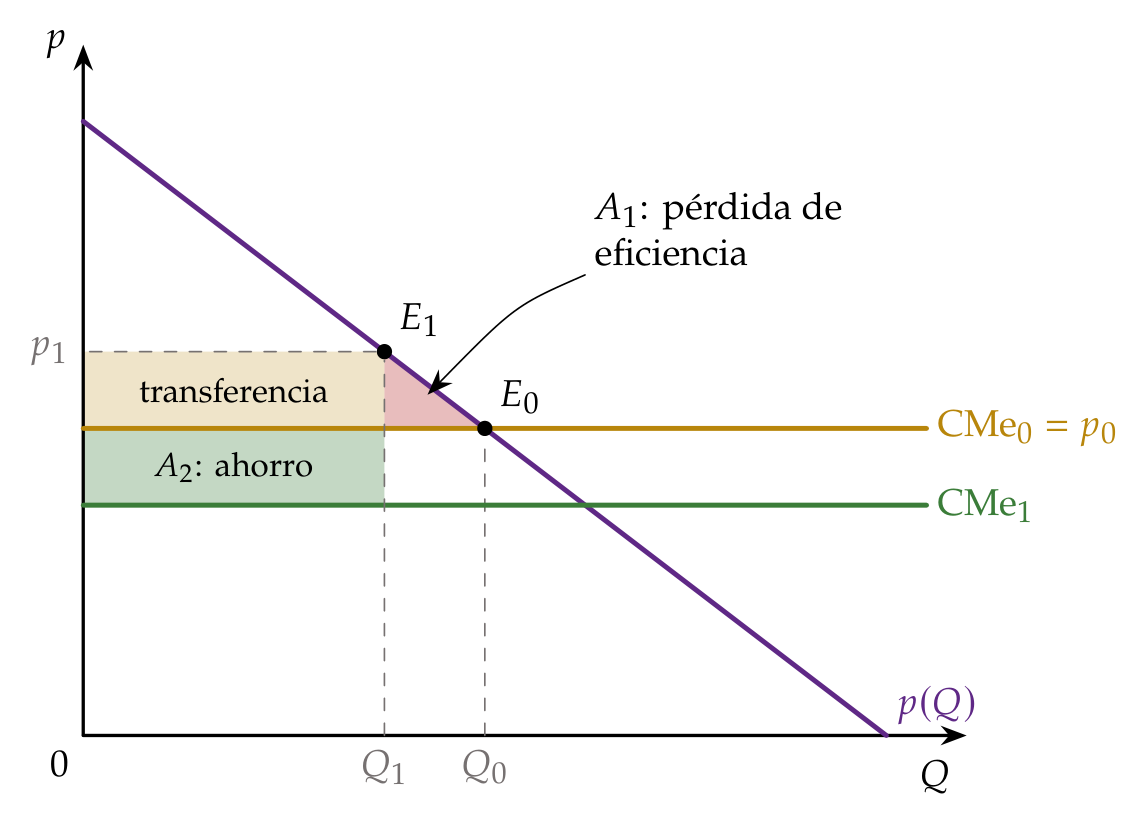 p
A₁: pérdida de
eficiencia
E₁
p₁
transferencia
E₀
CMe₀ = p₀
A₂: ahorro
CMe₁
p(Q)
0
Q₁
Q₀
Q